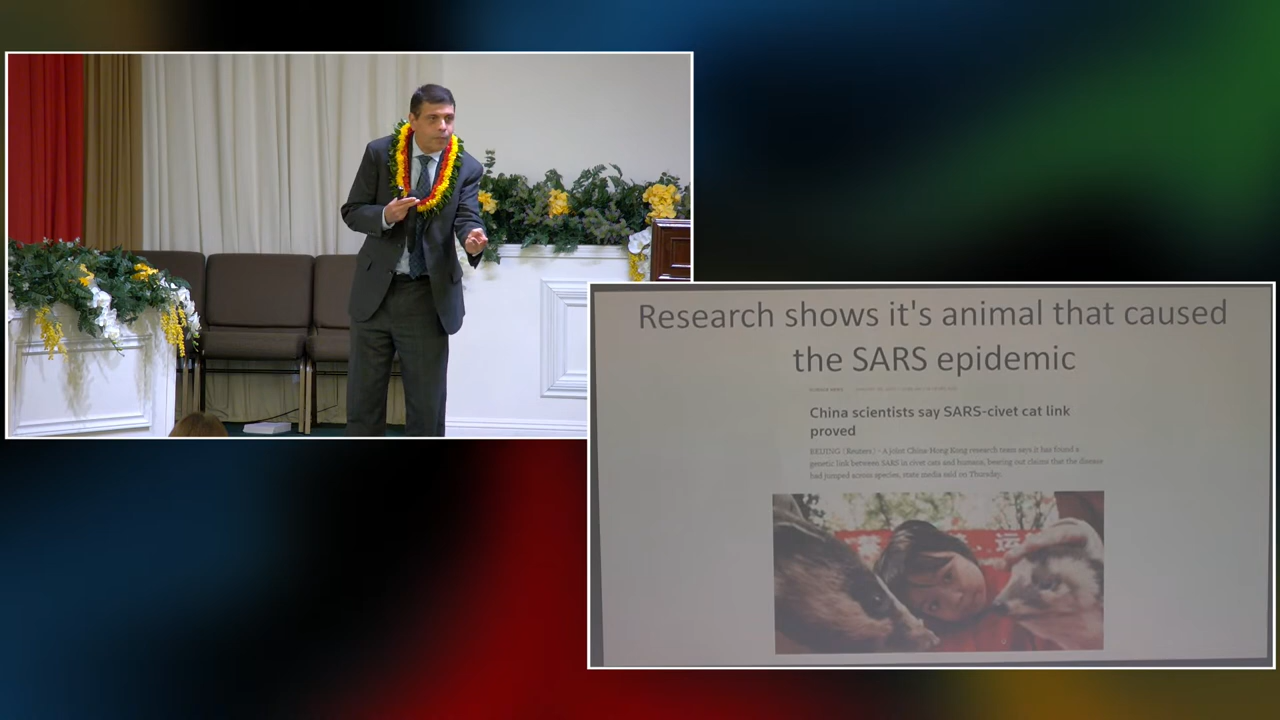 Research shows it's animal that caused
the SARS epidemic
China scientists say SARS-civet cat link
proved
BEIJING (Reuters) - A joint China Hong Kong research team says it has found a
genetic link between SARS in civet cats and humans, bearing out claims that the disease
had jumped across species, state media said on Thursday.